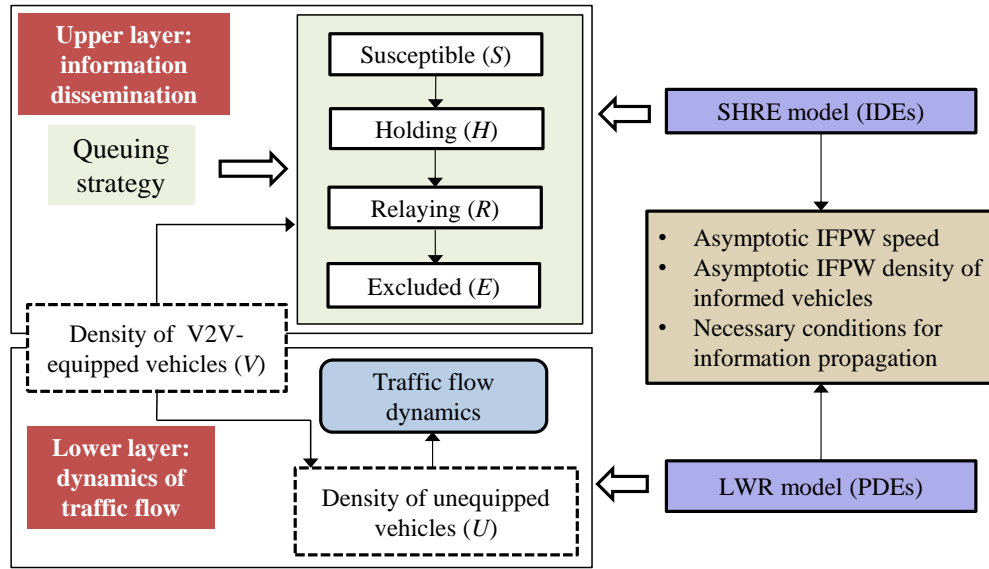 Upper layer:
information
dissemination
Queuing
strategy
Susceptible (S)
Holding (H)
Relaying (R)
Excluded (E)
SHRE model (IDEs)
• Asymptotic IFPW speed
• Asymptotic IFPW density of
informed vehicles
• Necessary conditions for
information propagation
Density of V2V-
equipped vehicles (V)
Traffic flow
dynamics
Lower layer:
dynamics of
traffic flow
Density of unequipped
vehicles (U)
LWR model (PDEs)